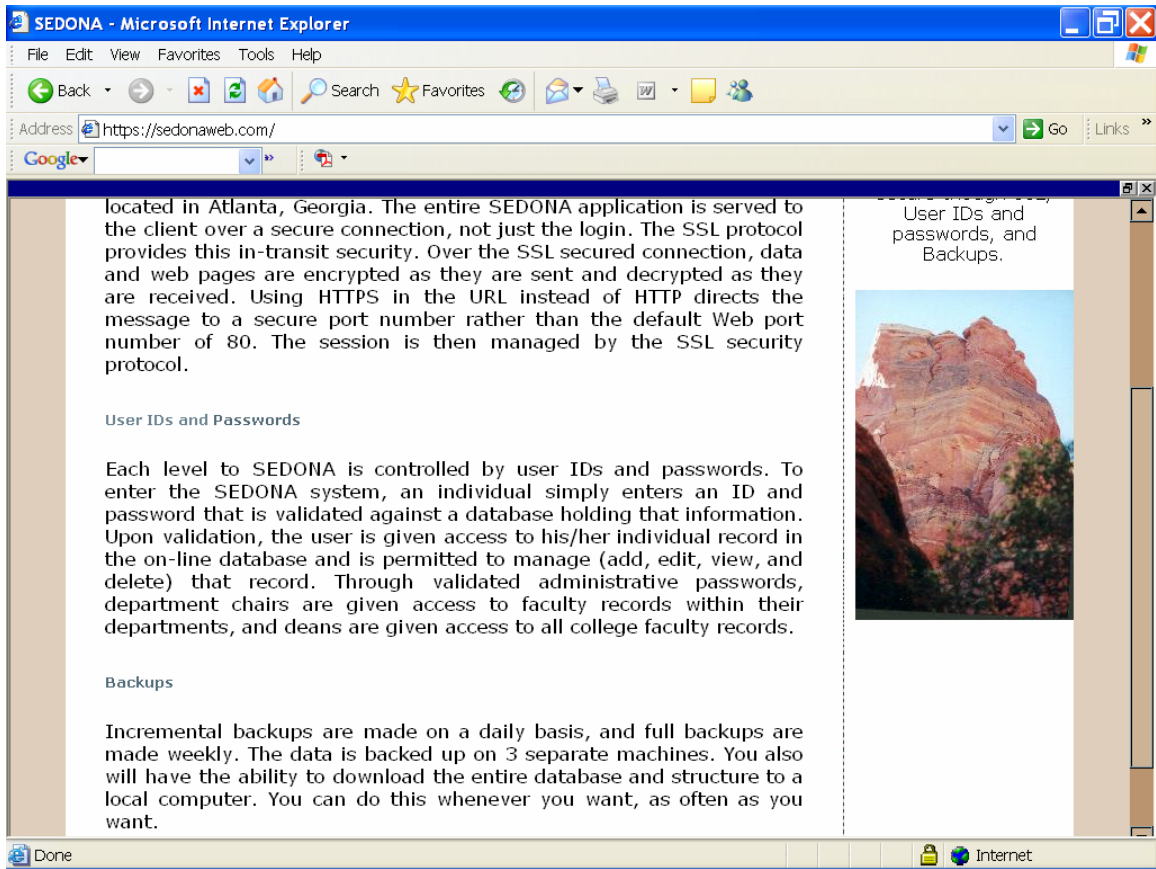 SEDONA - Microsoft Internet Explorer
File Edit View Favorites Tools Help
Back Search Favorites
Address https://sedonaweb.com/ Go Links »
Google
located in Atlanta, Georgia. The entire SEDONA application is served to
the client over a secure connection, not just the login. The SSL protocol
provides this in-transit security. Over the SSL secured connection, data
and web pages are encrypted as they are sent and decrypted as they
are received. Using HTTPS in the URL instead of HTTP directs the
message to a secure port number rather than the default Web port
number of 80. The session is then managed by the SSL security
protocol.
User IDs and Passwords
Each level to SEDONA is controlled by user IDs and passwords. To
enter the SEDONA system, an individual simply enters an ID and
password that is validated against a database holding that information.
Upon validation, the user is given access to his/her individual record in
the on-line database and is permitted to manage (add, edit, view, and
delete) that record. Through validated administrative passwords,
department chairs are given access to faculty records within their
departments, and deans are given access to all college faculty records.
Backups
Incremental backups are made on a daily basis, and full backups are
made weekly. The data is backed up on 3 separate machines. You also
will have the ability to download the entire database and structure to a
local computer. You can do this whenever you want, as often as you
want.
User IDs and
passwords, and
Backups.
Done Internet